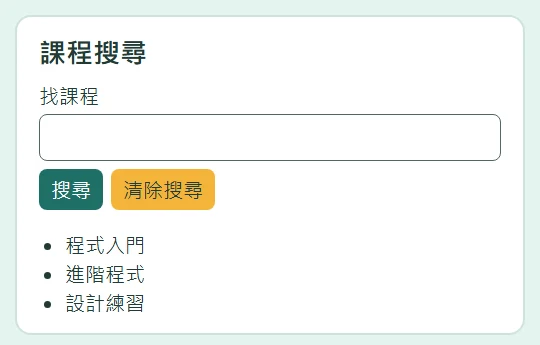 課程搜尋
找課程
搜尋 清除搜尋
程式入門
進階程式
設計練習